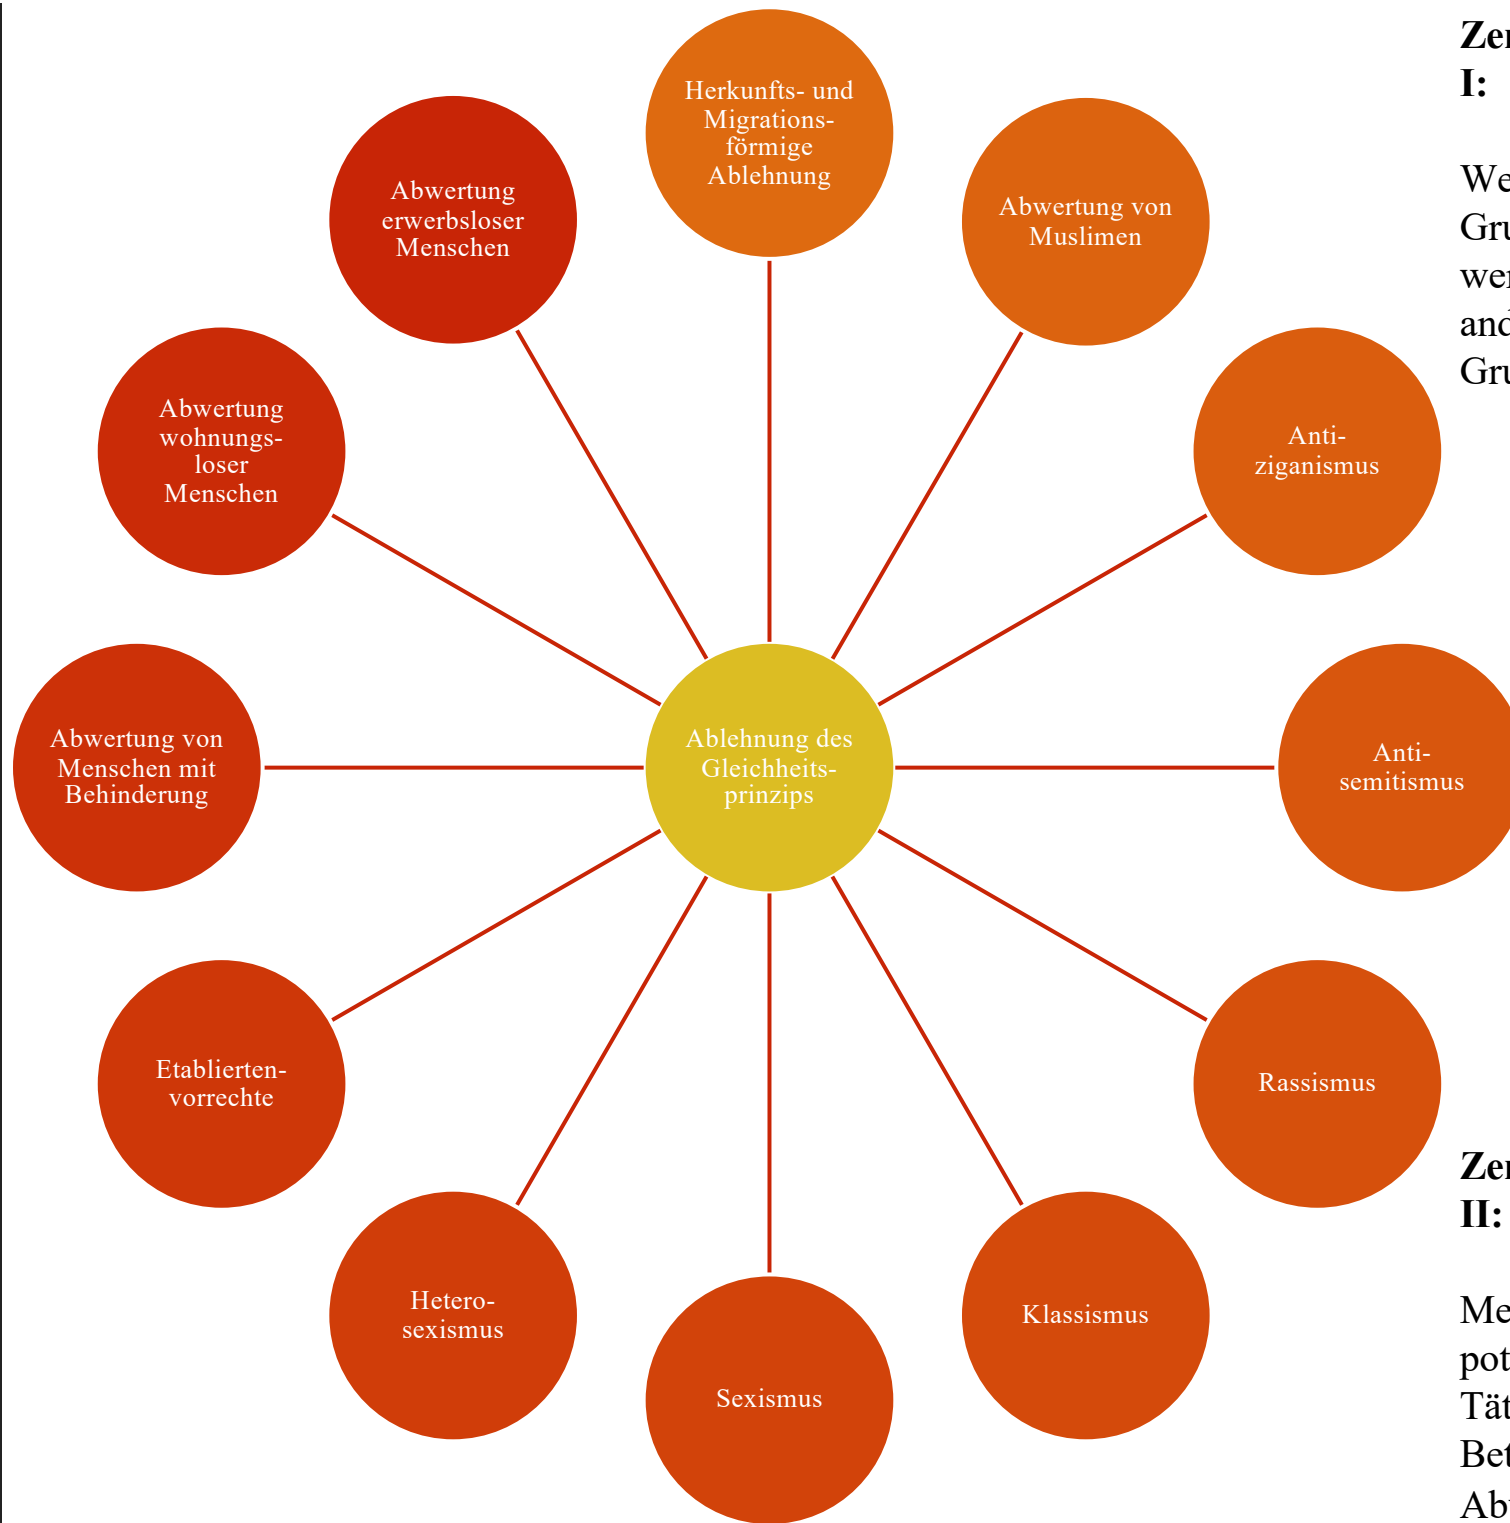 Herkunfts- und
Migrations-
förmige
Ablehnung
Abwertung von
Muslimen
Anti-
ziganismus
Anti-
semitismus
Rassismus
Klassismus
Sexismus
Hetero-
sexismus
Etablierten-
vorrechte
Abwertung von
Menschen mit
Behinderung
Abwertung
wohnungs-
loser
Menschen
Abwertung
erwerbsloser
Menschen
Ablehnung des
Gleichheits-
prinzips
I:
II: